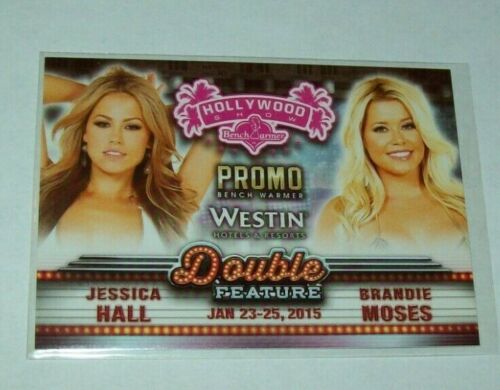 HOLLYWOOD
SHOW
BenchWarmer
PROMO
BENCH WARMER
WESTIN
HOTELS & RESORTS
Double
FEATURE
JESSICA
HALL
JAN 23-25, 2015
BRANDIE
MOSES